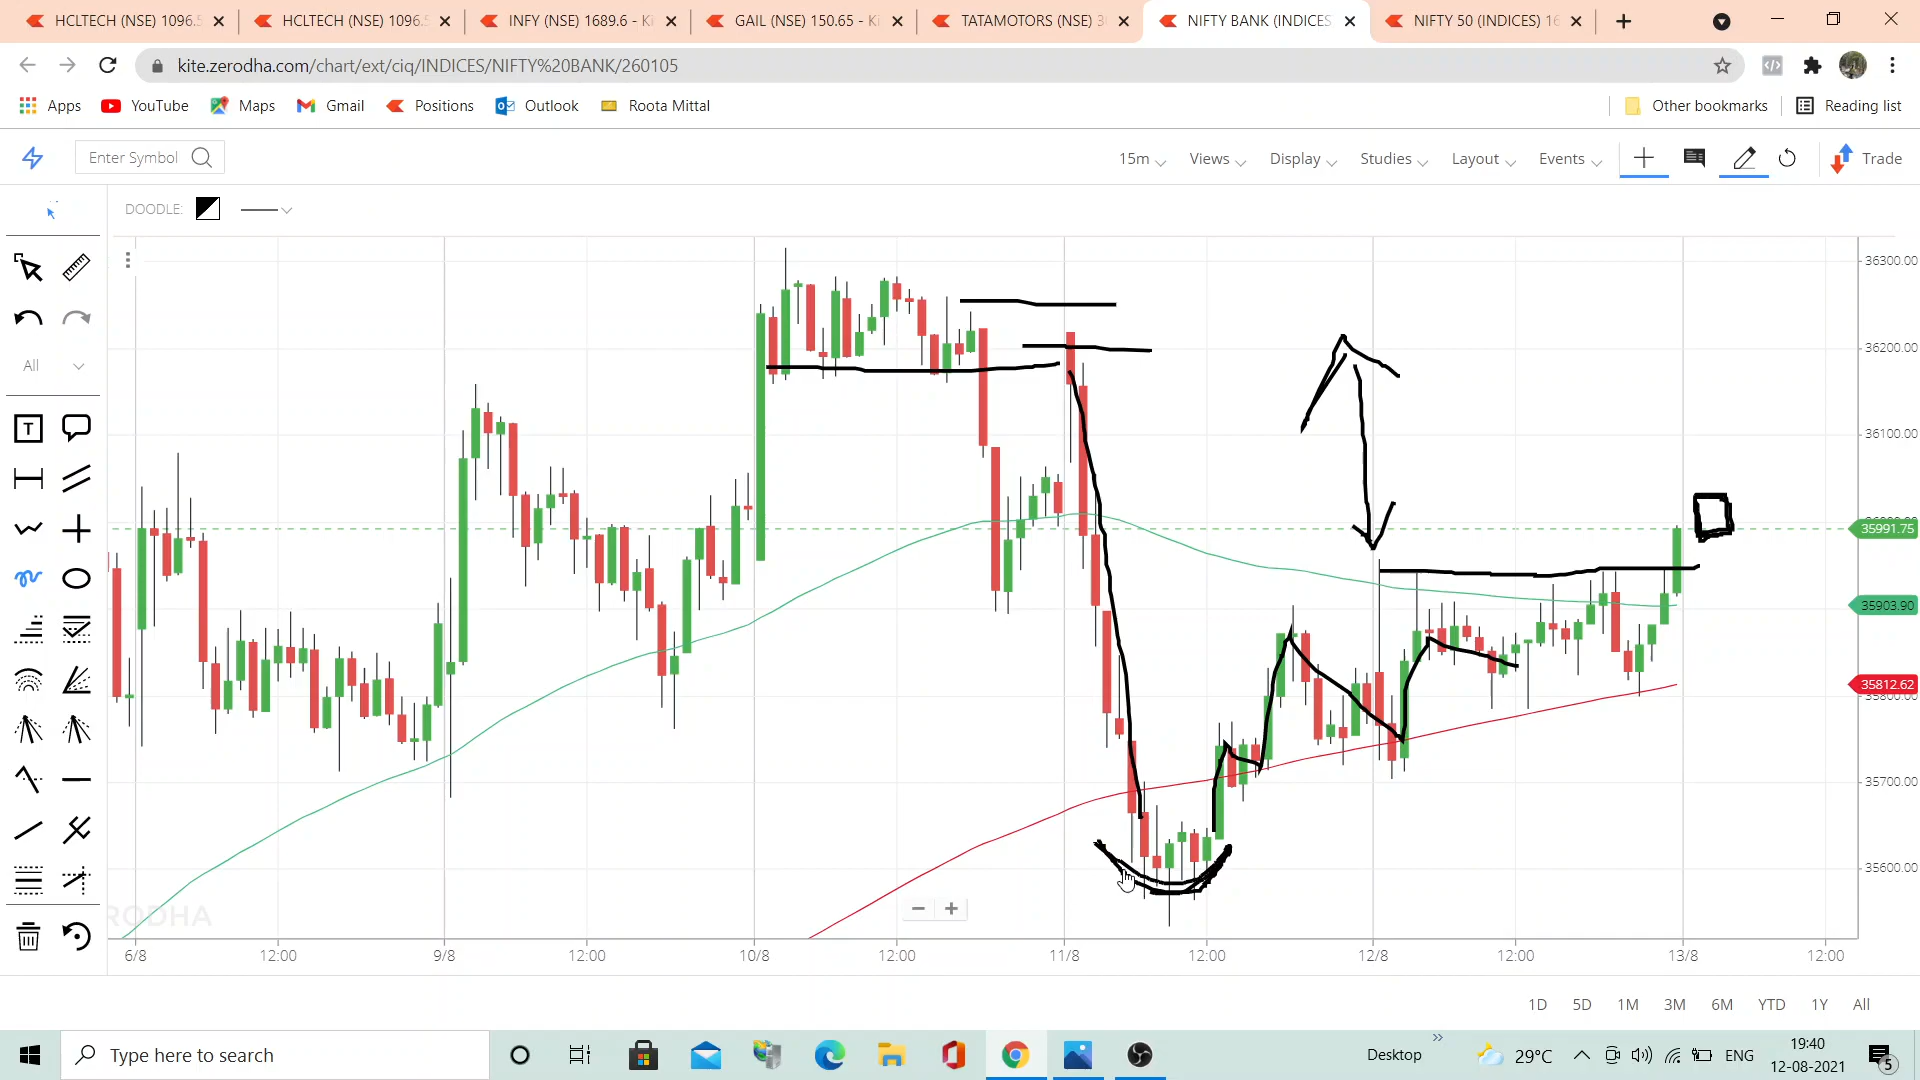 HCLTECH (NSE) 1096.5 HCLTECH (NSE) 1096.5 INFY (NSE) 1689.6 - Ki GAIL (NSE) 150.65 - Ki TATAMOTORS (NSE) 30 NIFTY BANK (INDICES NIFTY 50 (INDICES) 16
kite.zerodha.com/chart/ext/ciq/INDICES/NIFTY%20BANK/260105
Apps YouTube Maps Gmail Positions Outlook Roota Mittal Other bookmarks Reading list
Enter Symbol 15m Views Display Studies Layout Events Trade
DOODLE:
36300.00
36200.00
All
36100.00
T
35991.75
35903.90
35812.62
35700.00
35600.00
RODHA
6/8 12:00 9/8 12:00 10/8 12:00 11/8 12:00 12/8 12:00 13/8 12:00
1D 5D 1M 3M 6M YTD 1Y All
Type here to search Desktop 29°C ENG 19:40
12-08-2021 5